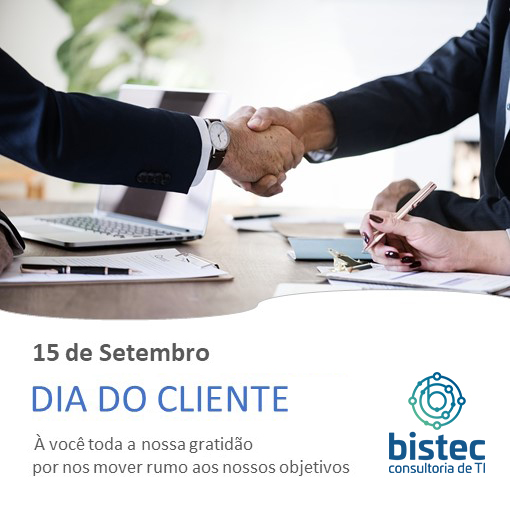 15 de Setembro
DIA DO CLIENTE
À você toda a nossa gratidão
por nos mover rumo aos nossos objetivos
bistec
consultoria de TI